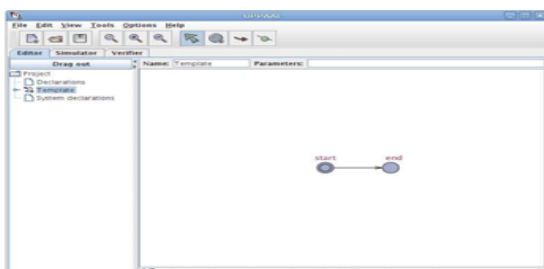 UPPAAL
File Edit View Tools Options Help
Editor Simulator Verifier
Drag out
Name: Template Parameters:
Project
Declarations
Template
System declarations
start end